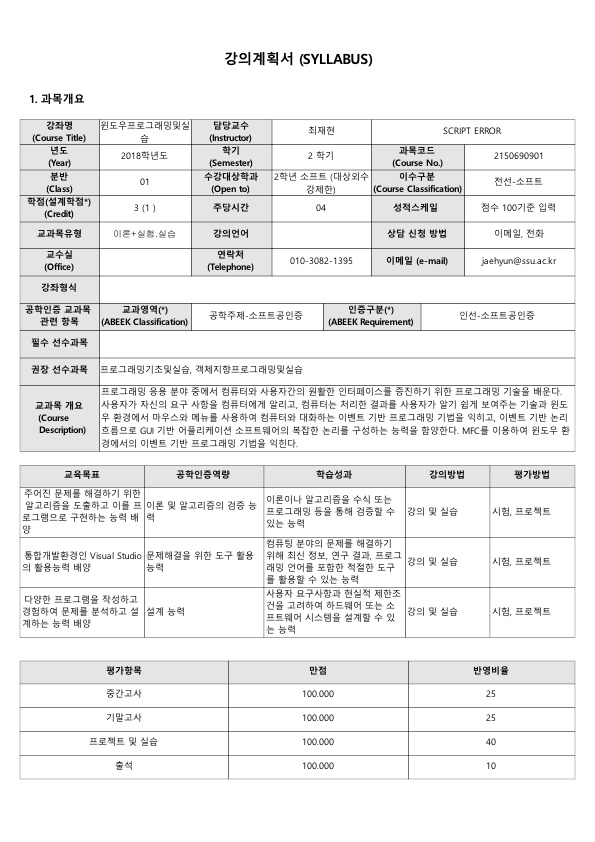 강의계획서 (SYLLABUS)
1. 과목개요
강좌명 윈도우프로그래밍및실 담당교수 최재현 SCRIPT ERROR
(Course Title) 습 (Instructor)
년도 2018학년도 학기 2 학기 과목코드 2150690901
(Year) (Semester) (Course No.)
분반 01 수강대상학과 2학년 소프트 (대상외수 이수구분 전선-소프트
(Class) (Open to) 강제한) (Course Classification)
학점(설계학점*) 3 (1 ) 주당시간 04 성적스케일 점수 100기준 입력
(Credit)
교과목유형 이론+실험.실습 강의언어 상담 신청 방법 이메일, 전화
교수실 연락처 010-3082-1395 이메일 (e-mail) jaehyun@ssu.ac.kr
(Office) (Telephone)
강좌형식
공학인증 교과목 교과영역(*) 공학주제-소프트공인증 인증구분(*) 인선-소프트공인증
관련 항목 (ABEEK Classification) (ABEEK Requirement)
필수 선수과목
권장 선수과목 프로그래밍기초및실습, 객체지향프로그래밍및실습
교과목 개요
(Course
Description)
프로그래밍 응용 분야 중에서 컴퓨터와 사용자간의 원활한 인터페이스를 증진하기 위한 프로그래밍 기술을 배운다.
사용자가 자신의 요구 사항을 컴퓨터에게 알리고, 컴퓨터는 처리한 결과를 사용자가 알기 쉽게 보여주는 기술과 윈도
우 환경에서 마우스와 메뉴를 사용하여 컴퓨터와 대화하는 이벤트 기반 프로그래밍 기법을 익히고, 이벤트 기반 논리
흐름으로 GUI 기반 어플리케이션 소프트웨어의 복잡한 논리를 구성하는 능력을 함양한다. MFC를 이용하여 윈도우 환
경에서의 이벤트 기반 프로그래밍 기법을 익힌다.
교육목표 공학인증역량 학습성과 강의방법 평가방법
주어진 문제를 해결하기 위한
알고리즘을 도출하고 이를 프
로그램으로 구현하는 능력 배
양
이론 및 알고리즘의 검증 능
력
이론이나 알고리즘을 수식 또는
프로그래밍 등을 통해 검증할 수
있는 능력
강의 및 실습
시험, 프로젝트
통합개발환경인 Visual Studio
의 활용능력 배양
문제해결을 위한 도구 활용
능력
컴퓨팅 분야의 문제를 해결하기
위해 최신 정보, 연구 결과, 프로그
래밍 언어를 포함한 적절한 도구
를 활용할 수 있는 능력
강의 및 실습
시험, 프로젝트
다양한 프로그램을 작성하고
경험하여 문제를 분석하고 설
계하는 능력 배양
설계 능력
사용자 요구사항과 현실적 제한조
건을 고려하여 하드웨어 또는 소
프트웨어 시스템을 설계할 수 있
는 능력
강의 및 실습
시험, 프로젝트
평가항목 만점 반영비율
중간고사 100.000 25
기말고사 100.000 25
프로젝트 및 실습 100.000 40
출석 100.000 10